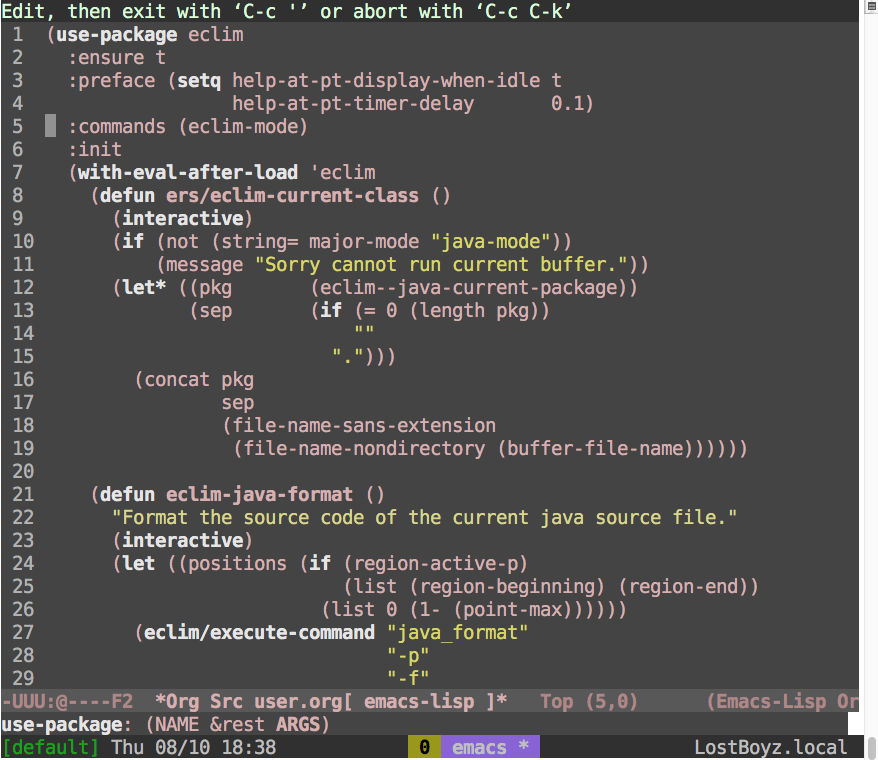 Edit, then exit with ‘C-c '’ or abort with ‘C-c C-k’
1 (use-package eclim
2   :ensure t
3   :preface (setq help-at-pt-display-when-idle t
4                  help-at-pt-timer-delay       0.1)
5   :commands (eclim-mode)
6   :init
7   (with-eval-after-load 'eclim
8     (defun ers/eclim-current-class ()
9       (interactive)
10       (if (not (string= major-mode "java-mode"))
11           (message "Sorry cannot run current buffer."))
12       (let* ((pkg       (eclim--java-current-package))
13              (sep       (if (= 0 (length pkg))
14                             ""
15                           ".")))
16         (concat pkg
17                 sep
18                 (file-name-sans-extension
19                  (file-name-nondirectory (buffer-file-name))))))
20
21     (defun eclim-java-format ()
22       "Format the source code of the current java source file."
23       (interactive)
24       (let ((positions (if (region-active-p)
25                            (list (region-beginning) (region-end))
26                          (list 0 (1- (point-max))))))
27         (eclim/execute-command "java_format"
28                                "-p"
29                                "-f"
-UUU:@----F2  *Org Src user.org[ emacs-lisp ]*   Top (5,0)      (Emacs-Lisp Or
use-package: (NAME &rest ARGS)
[default] Thu 08/10 18:38 0 emacs * LostBoyz.local